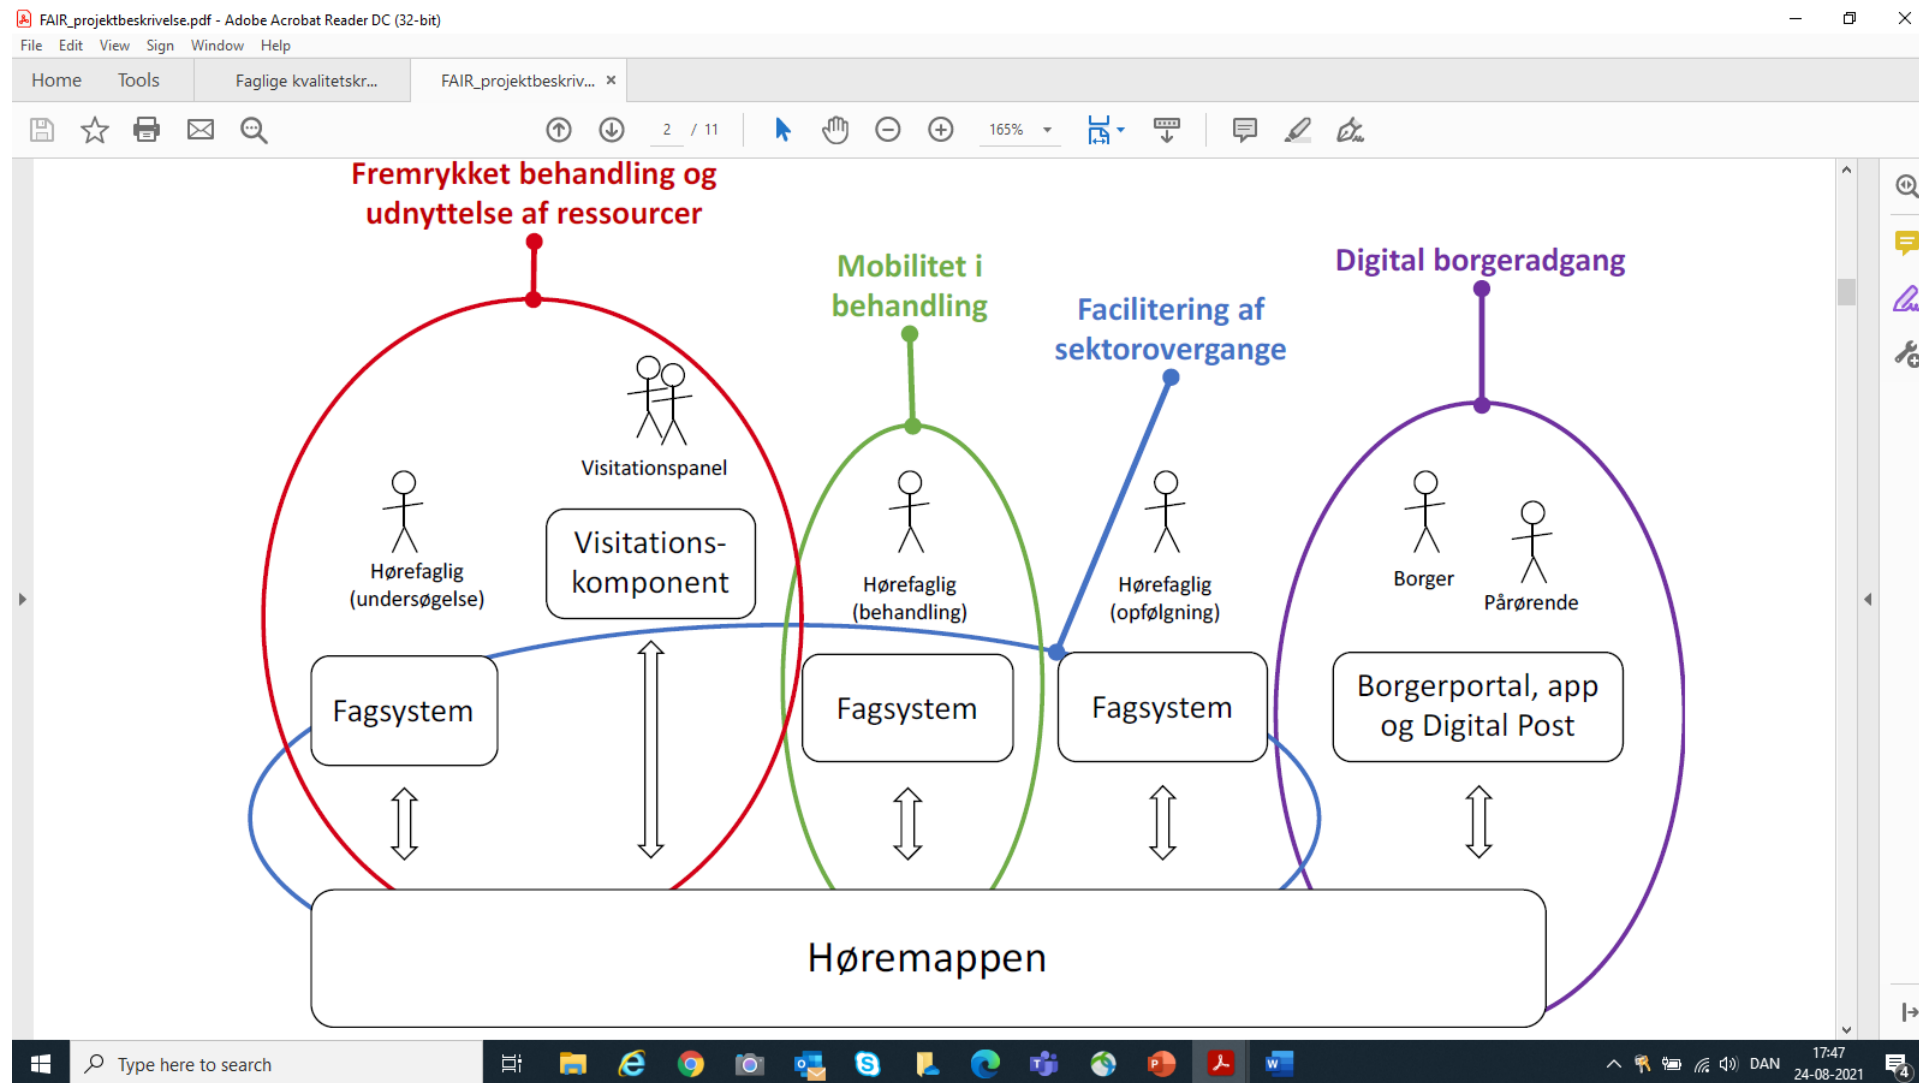 FAIR_projektbeskrivelse.pdf - Adobe Acrobat Reader DC (32-bit)
File Edit View Sign Window Help
Home Tools Faglige kvalitetskr... FAIR_projektbeskriv... ×
2 / 11 165%
Fremrykket behandling og
udnyttelse af ressourcer
Mobilitet i
behandling
Facilitering af
sektorovergange
Digital borgeradgang
Visitationspanel
Hørefaglig
(undersøgelse)
Visitations-
komponent
Hørefaglig
(behandling)
Hørefaglig
(opfølgning)
Borger
Pårørende
Fagsystem
Fagsystem
Fagsystem
Borgerportal, app
og Digital Post
Høremappen
Type here to search
DAN
17:47
24-08-2021
4